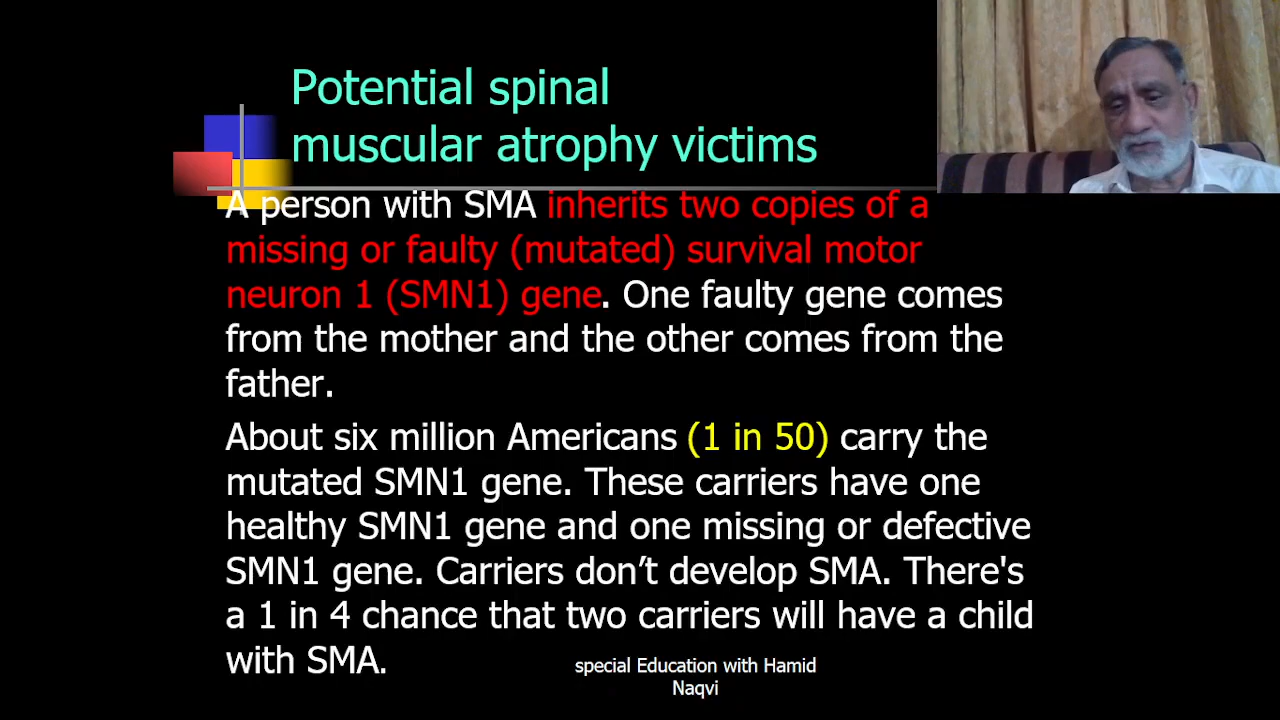 Potential spinal
muscular atrophy victims
A person with SMA inherits two copies of a
missing or faulty (mutated) survival motor
neuron 1 (SMN1) gene. One faulty gene comes
from the mother and the other comes from the
father.
About six million Americans (1 in 50) carry the
mutated SMN1 gene. These carriers have one
healthy SMN1 gene and one missing or defective
SMN1 gene. Carriers don’t develop SMA. There's
a 1 in 4 chance that two carriers will have a child
with SMA.
special Education with Hamid
Naqvi